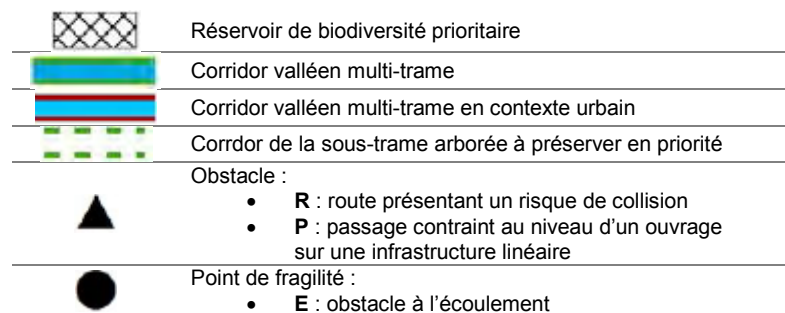 Réservoir de biodiversité prioritaire
Corridor valléen multi-trame
Corridor valléen multi-trame en contexte urbain
Corrdor de la sous-trame arborée à préserver en priorité
Obstacle :
• R : route présentant un risque de collision
• P : passage contraint au niveau d’un ouvrage
sur une infrastructure linéaire
Point de fragilité :
• E : obstacle à l’écoulement